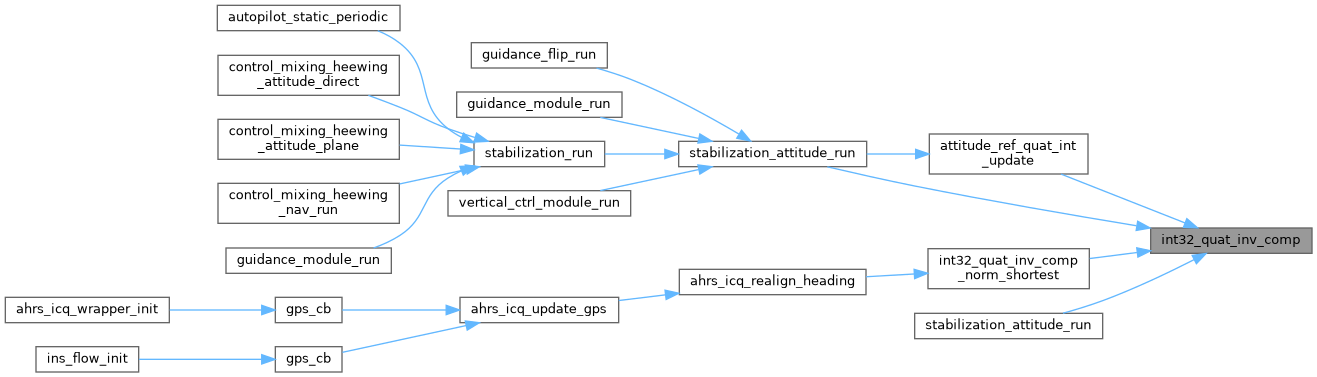 autopilot_static_periodic
control_mixing_heewing
_attitude_direct
control_mixing_heewing
_attitude_plane
control_mixing_heewing
_nav_run
guidance_module_run
ahrs_icq_wrapper_init
ins_flow_init
gps_cb
gps_cb
guidance_flip_run
guidance_module_run
stabilization_run
vertical_ctrl_module_run
ahrs_icq_update_gps
stabilization_attitude_run
ahrs_icq_realign_heading
attitude_ref_quat_int
_update
int32_quat_inv_comp
_norm_shortest
stabilization_attitude_run
int32_quat_inv_comp